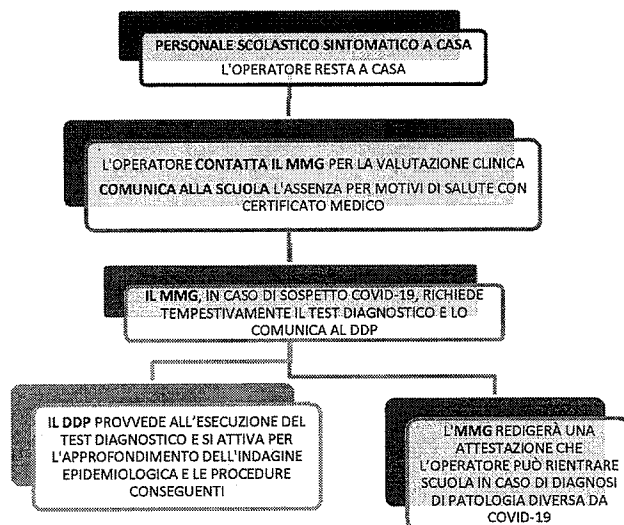 PERSONALE SCOLASTICO SINTOMATICO A CASA
L'OPERATORE RESTA A CASA
L'OPERATORE CONTATTA IL MMG PER LA VALUTAZIONE CLINICA
COMUNICA ALLA SCUOLA L'ASSENZA PER MOTIVI DI SALUTE CON
CERTIFICATO MEDICO
IL MMG, IN CASO DI SOSPETTO COVID-19, RICHIEDE
TEMPESTIVAMENTE IL TEST DIAGNOSTICO E LO
COMUNICA AL DDP
IL DDP PROVVEDE ALL'ESECUZIONE DEL
TEST DIAGNOSTICO E SI ATTIVA PER
L'APPROFONDIMENTO DELL'INDAGINE
EPIDEMIOLOGICA E LE PROCEDURE
CONSEGUENTI
L'MMG REDIGERÀ UNA
ATTESTAZIONE CHE
L'OPERATORE PUÒ RIENTRARE
SCUOLA IN CASO DI DIAGNOSI
DI PATOLOGIA DIVERSA DA
COVID-19